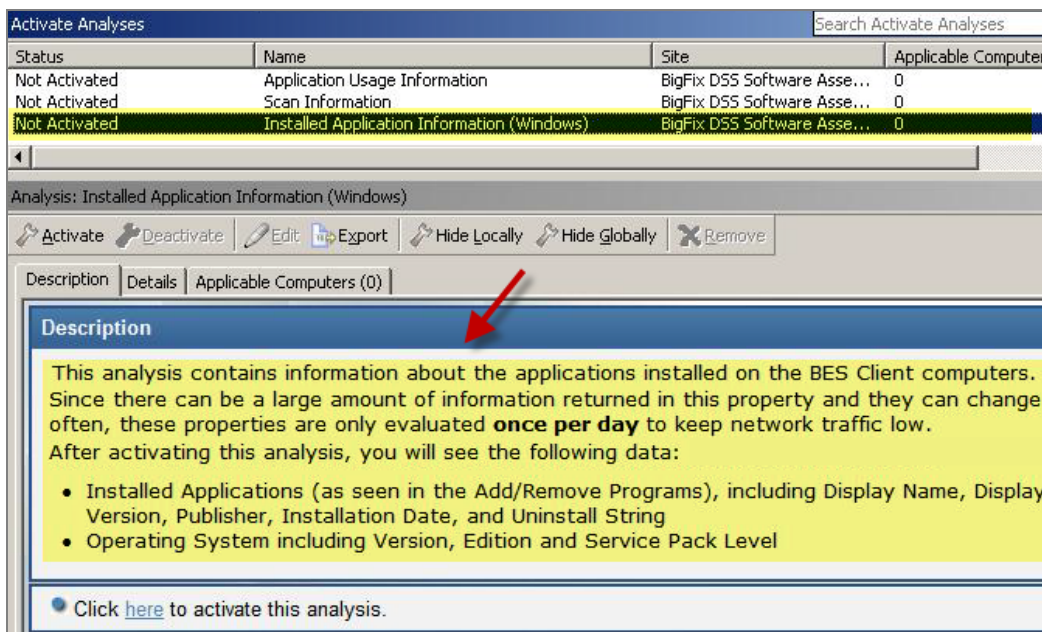 Activate Analyses Search Activate Analyses
Status Name Site Applicable Computer
Not Activated Application Usage Information BigFix DSS Software Asse... 0
Not Activated Scan Information BigFix DSS Software Asse... 0
Not Activated Installed Application Information (Windows) BigFix DSS Software Asse... 0
Analysis: Installed Application Information (Windows)
Activate Deactivate Edit Export Hide Locally Hide Globally Remove
Description Details Applicable Computers (0)
Description
This analysis contains information about the applications installed on the BES Client computers.
Since there can be a large amount of information returned in this property and they can change
often, these properties are only evaluated once per day to keep network traffic low.
After activating this analysis, you will see the following data:
• Installed Applications (as seen in the Add/Remove Programs), including Display Name, Display
Version, Publisher, Installation Date, and Uninstall String
• Operating System including Version, Edition and Service Pack Level
Click here to activate this analysis.